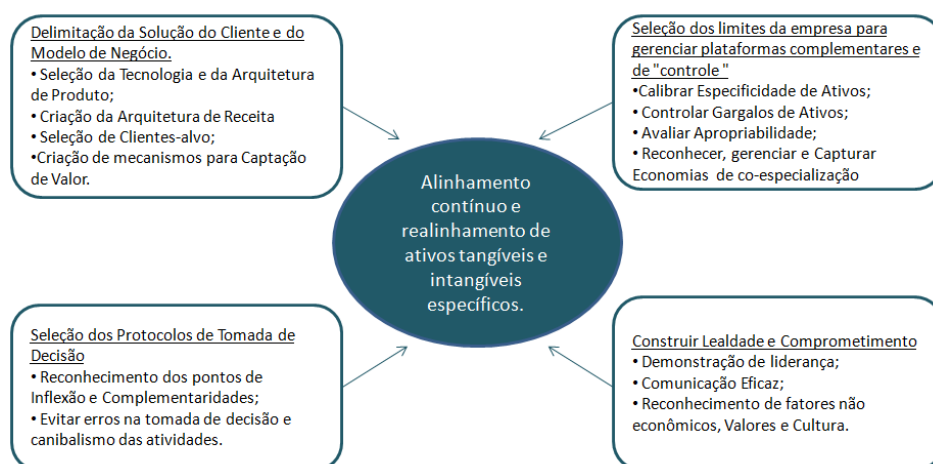 Delimitação da Solução do Cliente e do
Modelo de Negócio.
• Seleção da Tecnologia e da Arquitetura
de Produto;
• Criação da Arquitetura de Receita
• Seleção de Clientes-alvo;
•Criação de mecanismos para Captação
de Valor.
Seleção dos limites da empresa para
gerenciar plataformas complementares e
de "controle "
•Calibrar Especificidade de Ativos;
• Controlar Gargalos de Ativos;
• Avaliar Apropriabilidade;
• Reconhecer, gerenciar e Capturar
Economias de co-especialização
Alinhamento
contínuo e
realinhamento de
ativos tangíveis e
intangíveis
específicos.
Seleção dos Protocolos de Tomada de
Decisão
• Reconhecimento dos pontos de
Inflexão e Complementaridades;
• Evitar erros na tomada de decisão e
canibalismo das atividades.
Construir Lealdade e Comprometimento
• Demonstração de liderança;
• Comunicação Eficaz;
• Reconhecimento de fatores não
econômicos, Valores e Cultura.